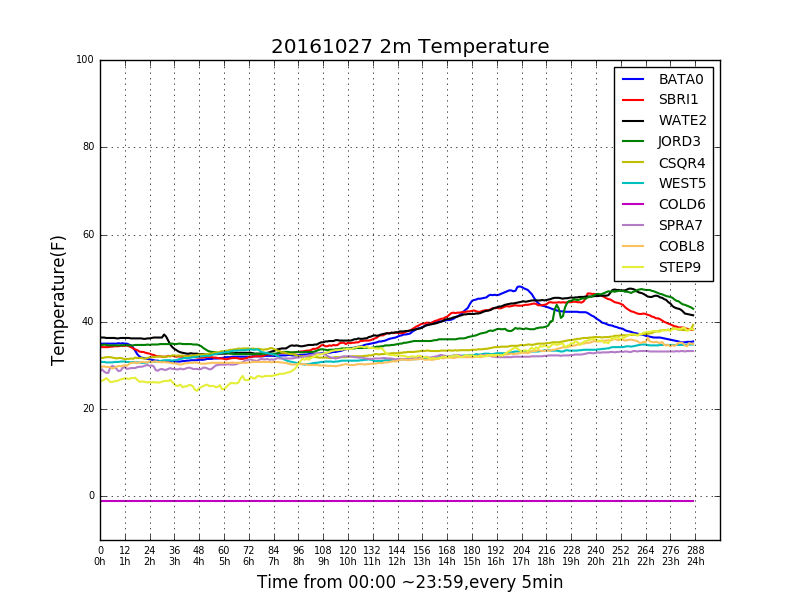 20161027 2m Temperature
100
80
60
40
20
0
Temperature(F)
BATA0
SBRI1
WATE2
JORD3
CSQR4
WEST5
COLD6
SPRA7
COBL8
STEP9
0 12 24 36 48 60 72 84 96 108 120 132 144 156 168 180 192 204 216 228 240 252 264 276 288
0h 1h 2h 3h 4h 5h 6h 7h 8h 9h 10h 11h 12h 13h 14h 15h 16h 17h 18h 19h 20h 21h 22h 23h 24h
Time from 00:00 ~23:59,every 5min